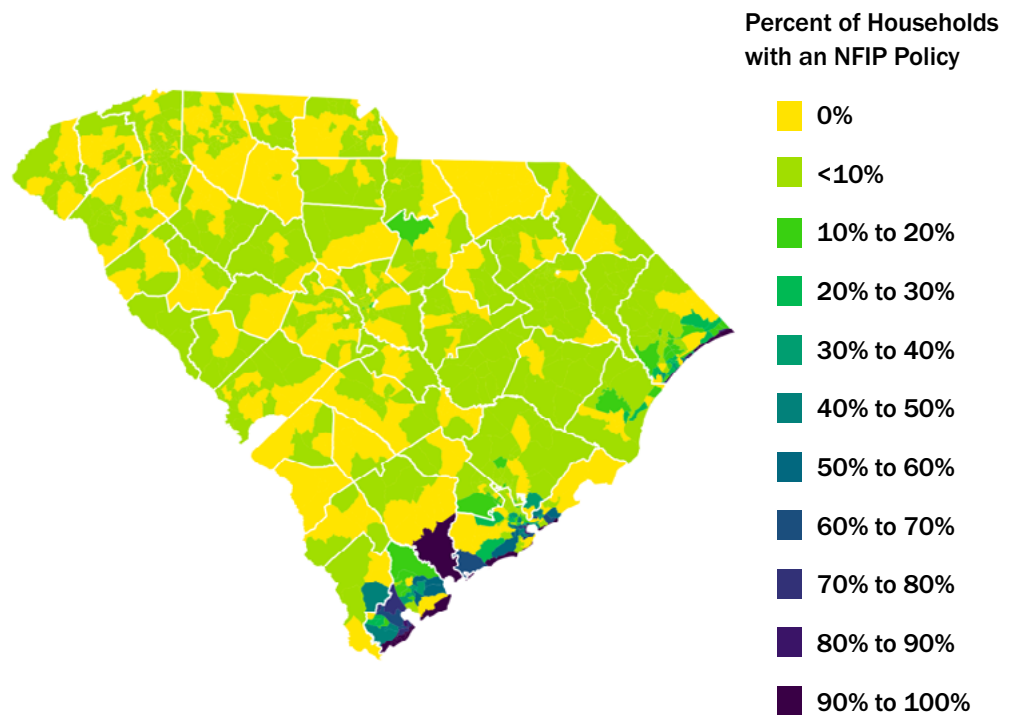 Percent of Households
with an NFIP Policy
0%
<10%
10% to 20%
20% to 30%
30% to 40%
40% to 50%
50% to 60%
60% to 70%
70% to 80%
80% to 90%
90% to 100%